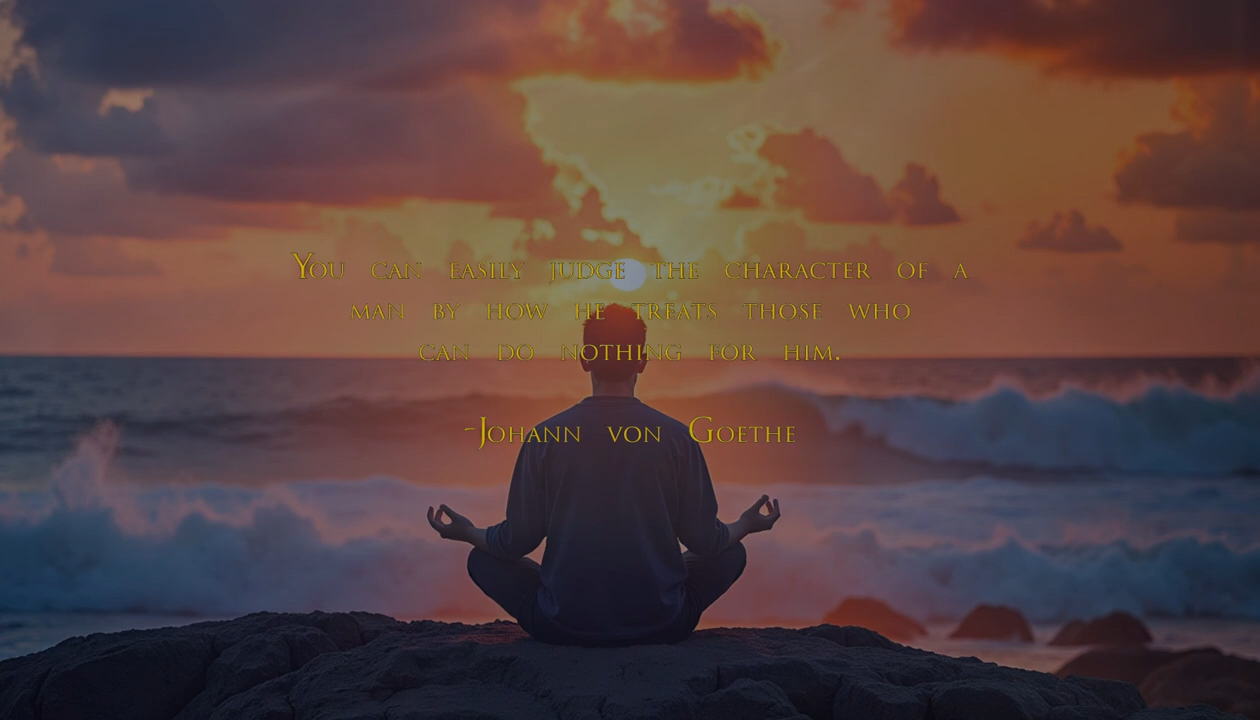 You can easily judge the character of a
man by how he treats those who
can do nothing for him.
-Johann von Goethe